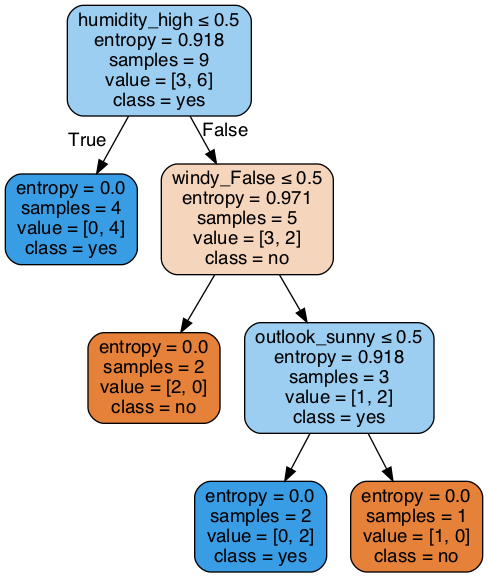 humidity_high ≤ 0.5
entropy = 0.918
samples = 9
value = [3, 6]
class = yes
True
False
entropy = 0.0
samples = 4
value = [0, 4]
class = yes
windy_False ≤ 0.5
entropy = 0.971
samples = 5
value = [3, 2]
class = no
entropy = 0.0
samples = 2
value = [2, 0]
class = no
outlook_sunny ≤ 0.5
entropy = 0.918
samples = 3
value = [1, 2]
class = yes
entropy = 0.0
samples = 2
value = [0, 2]
class = yes
entropy = 0.0
samples = 1
value = [1, 0]
class = no